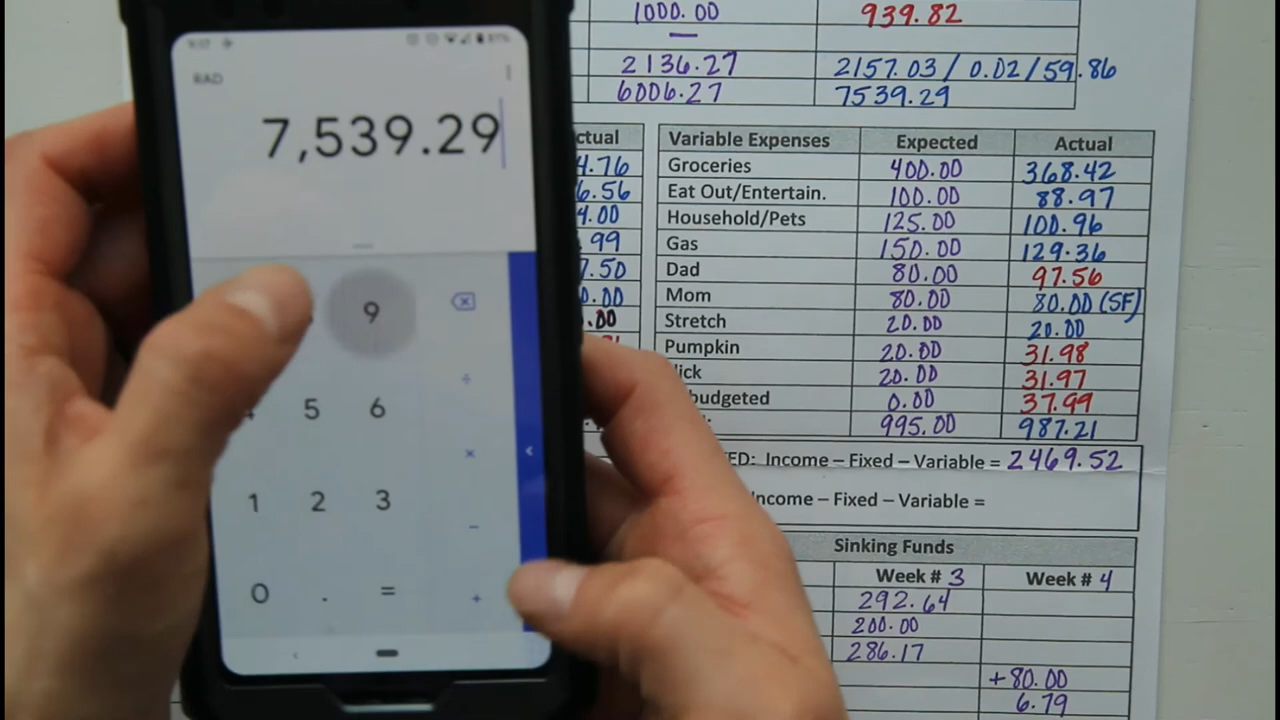 9:37
RAD
7,539.29
9
÷
4 5 6
×
1 2 3
−
0 . = +
1000.00 939.82
—
2136.27 2157.03 / 0.02/59.86
6006.27 7539.29
ctual
4.76
6.56
4.00
99
7.50
0.00
.00
Variable Expenses Expected Actual
Groceries 400.00 368.42
Eat Out/Entertain. 100.00 88.97
Household/Pets 125.00 100.96
Gas 150.00 129.36
Dad 80.00 97.56
Mom 80.00 80.00 (SF)
Stretch 20.00 20.00
Pumpkin 20.00 31.98
lick 20.00 31.97
budgeted 0.00 37.99
995.00 987.21
ED: Income – Fixed – Variable = 2469.52
ncome – Fixed – Variable =
Sinking Funds
Week # 3 Week # 4
292.64
200.00
286.17
+80.00
6.79